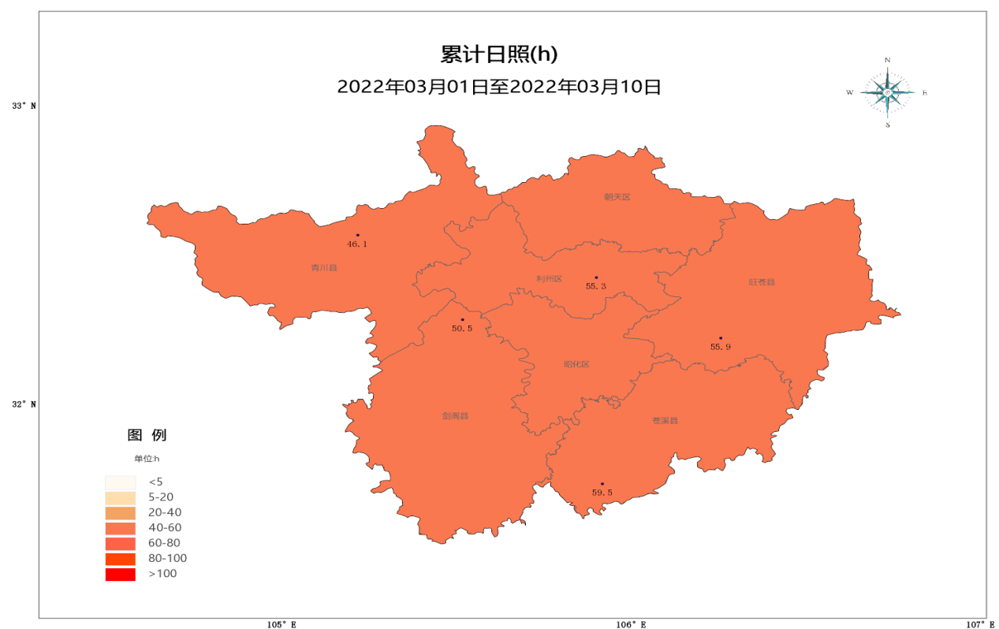 累计日照(h)
2022年03月01日至2022年03月10日
N
W E
S
33° N
朝天区
46.1
青川县
利州区
55.3
旺苍县
50.5
55.9
昭化区
32° N
剑阁县
苍溪县
图 例
单位:h
<5
5-20
20-40
40-60
60-80
80-100
>100
59.5
105° E
106° E
107° E